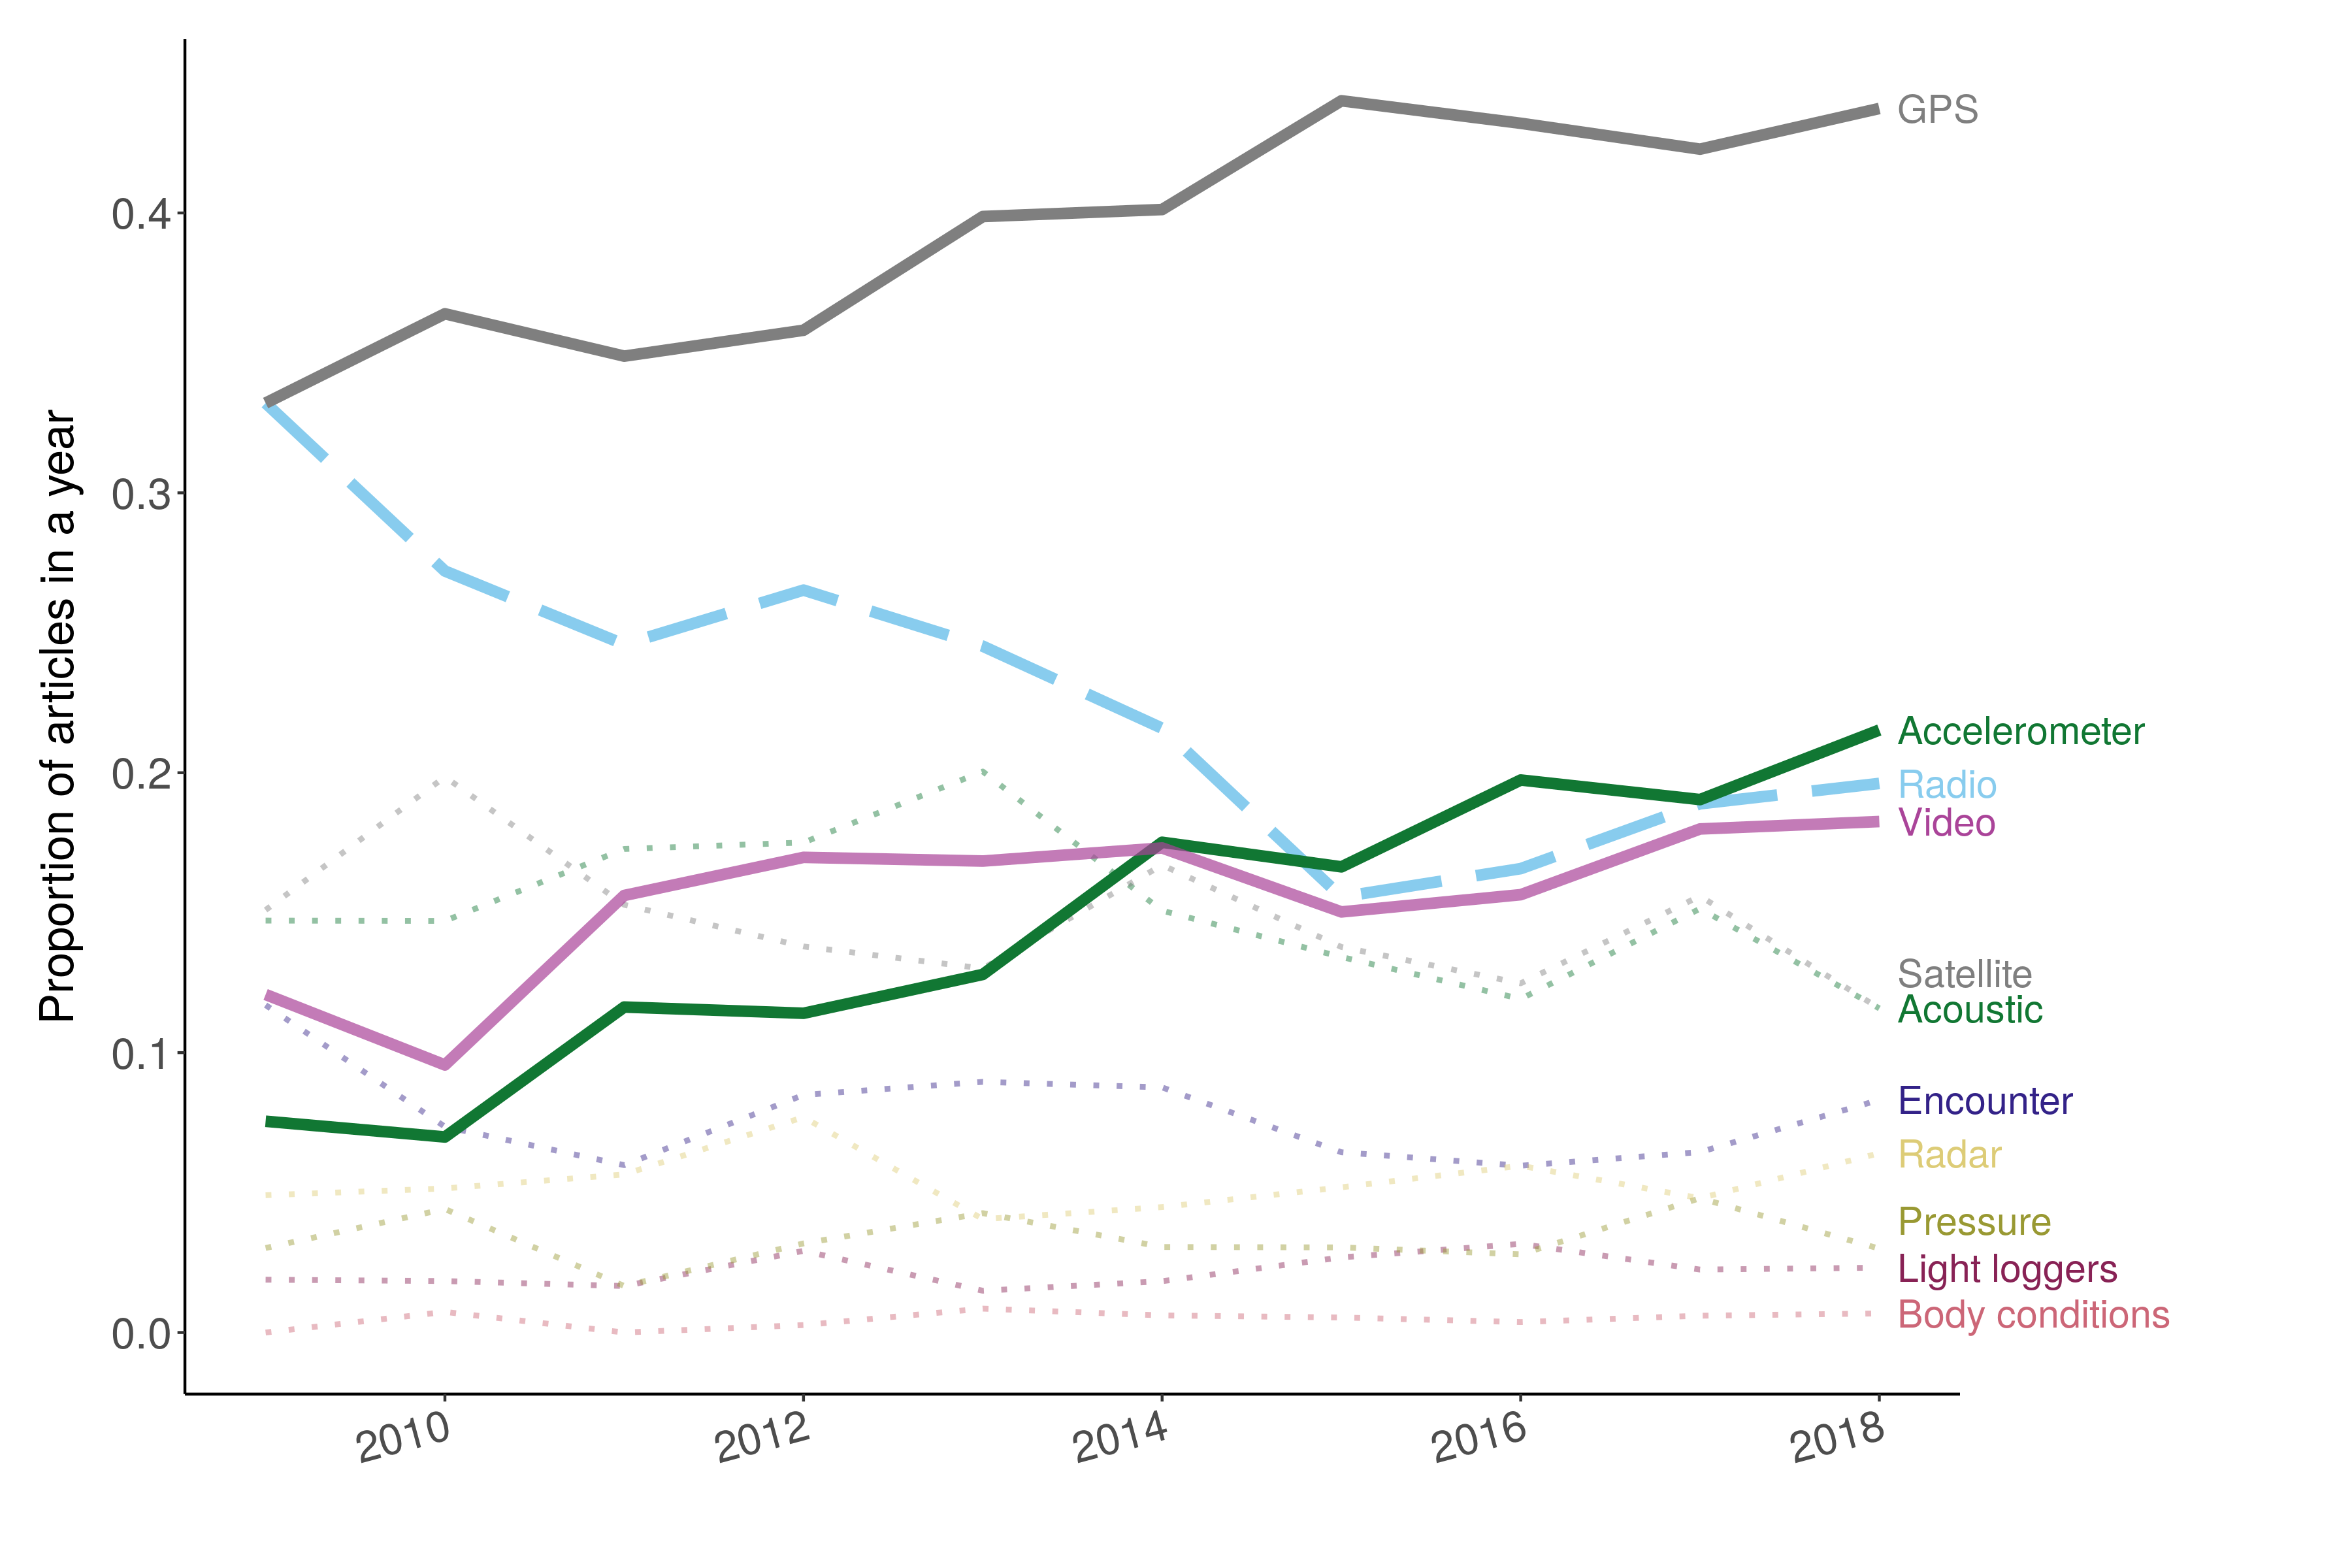 Proportion of articles in a year
0.4
0.3
0.2
0.1
0.0
2010
2012
2014
2016
2018
GPS
Accelerometer
Radio
Video
Satellite
Acoustic
Encounter
Radar
Pressure
Light loggers
Body conditions